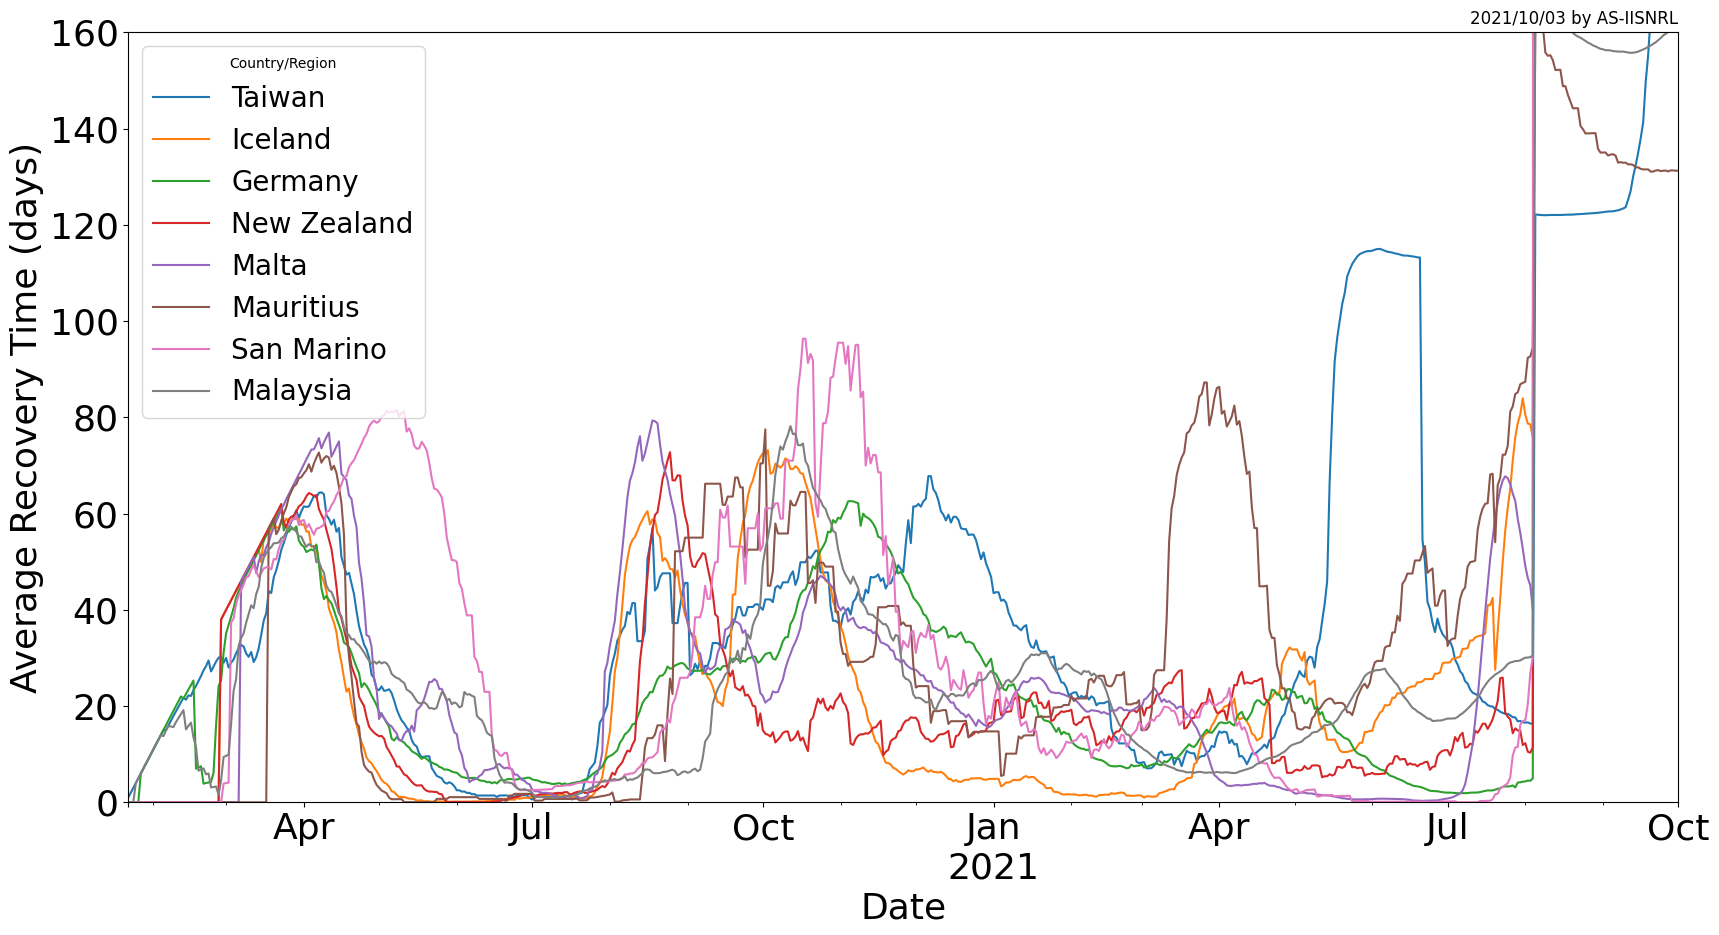 2021/10/03 by AS-IISNRL
160
140
120
100
80
60
40
20
0
Average Recovery Time (days)
Country/Region
Taiwan
Iceland
Germany
New Zealand
Malta
Mauritius
San Marino
Malaysia
Apr Jul Oct Jan Apr Jul Oct
2021
Date